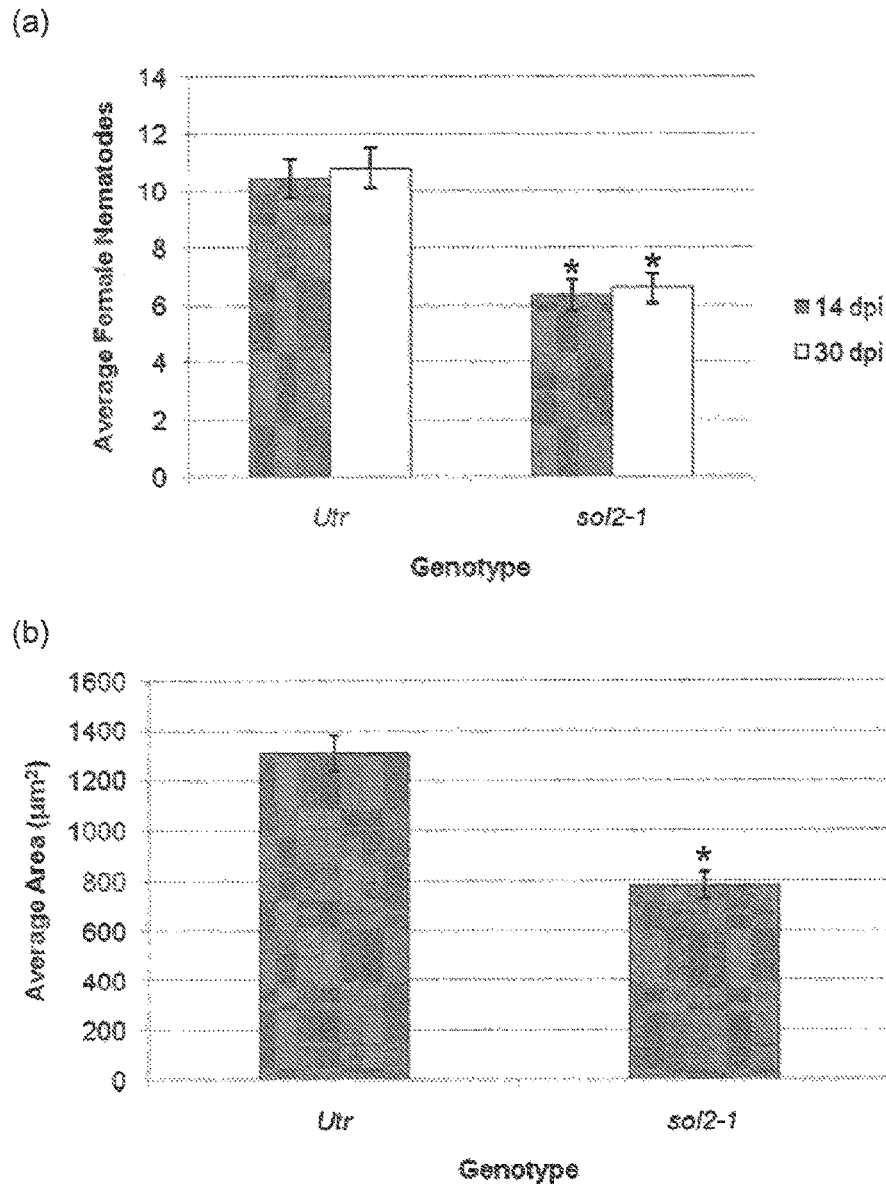 (a)
14
12
10
8
6
4
2
0
Average Female Nematodes
* *
14 dpi
30 dpi
Utr sol2-1
Genotype
(b)
1600
1400
1200
1000
800
600
400
200
0
Average Area (µm²)
*
Utr sol2-1
Genotype